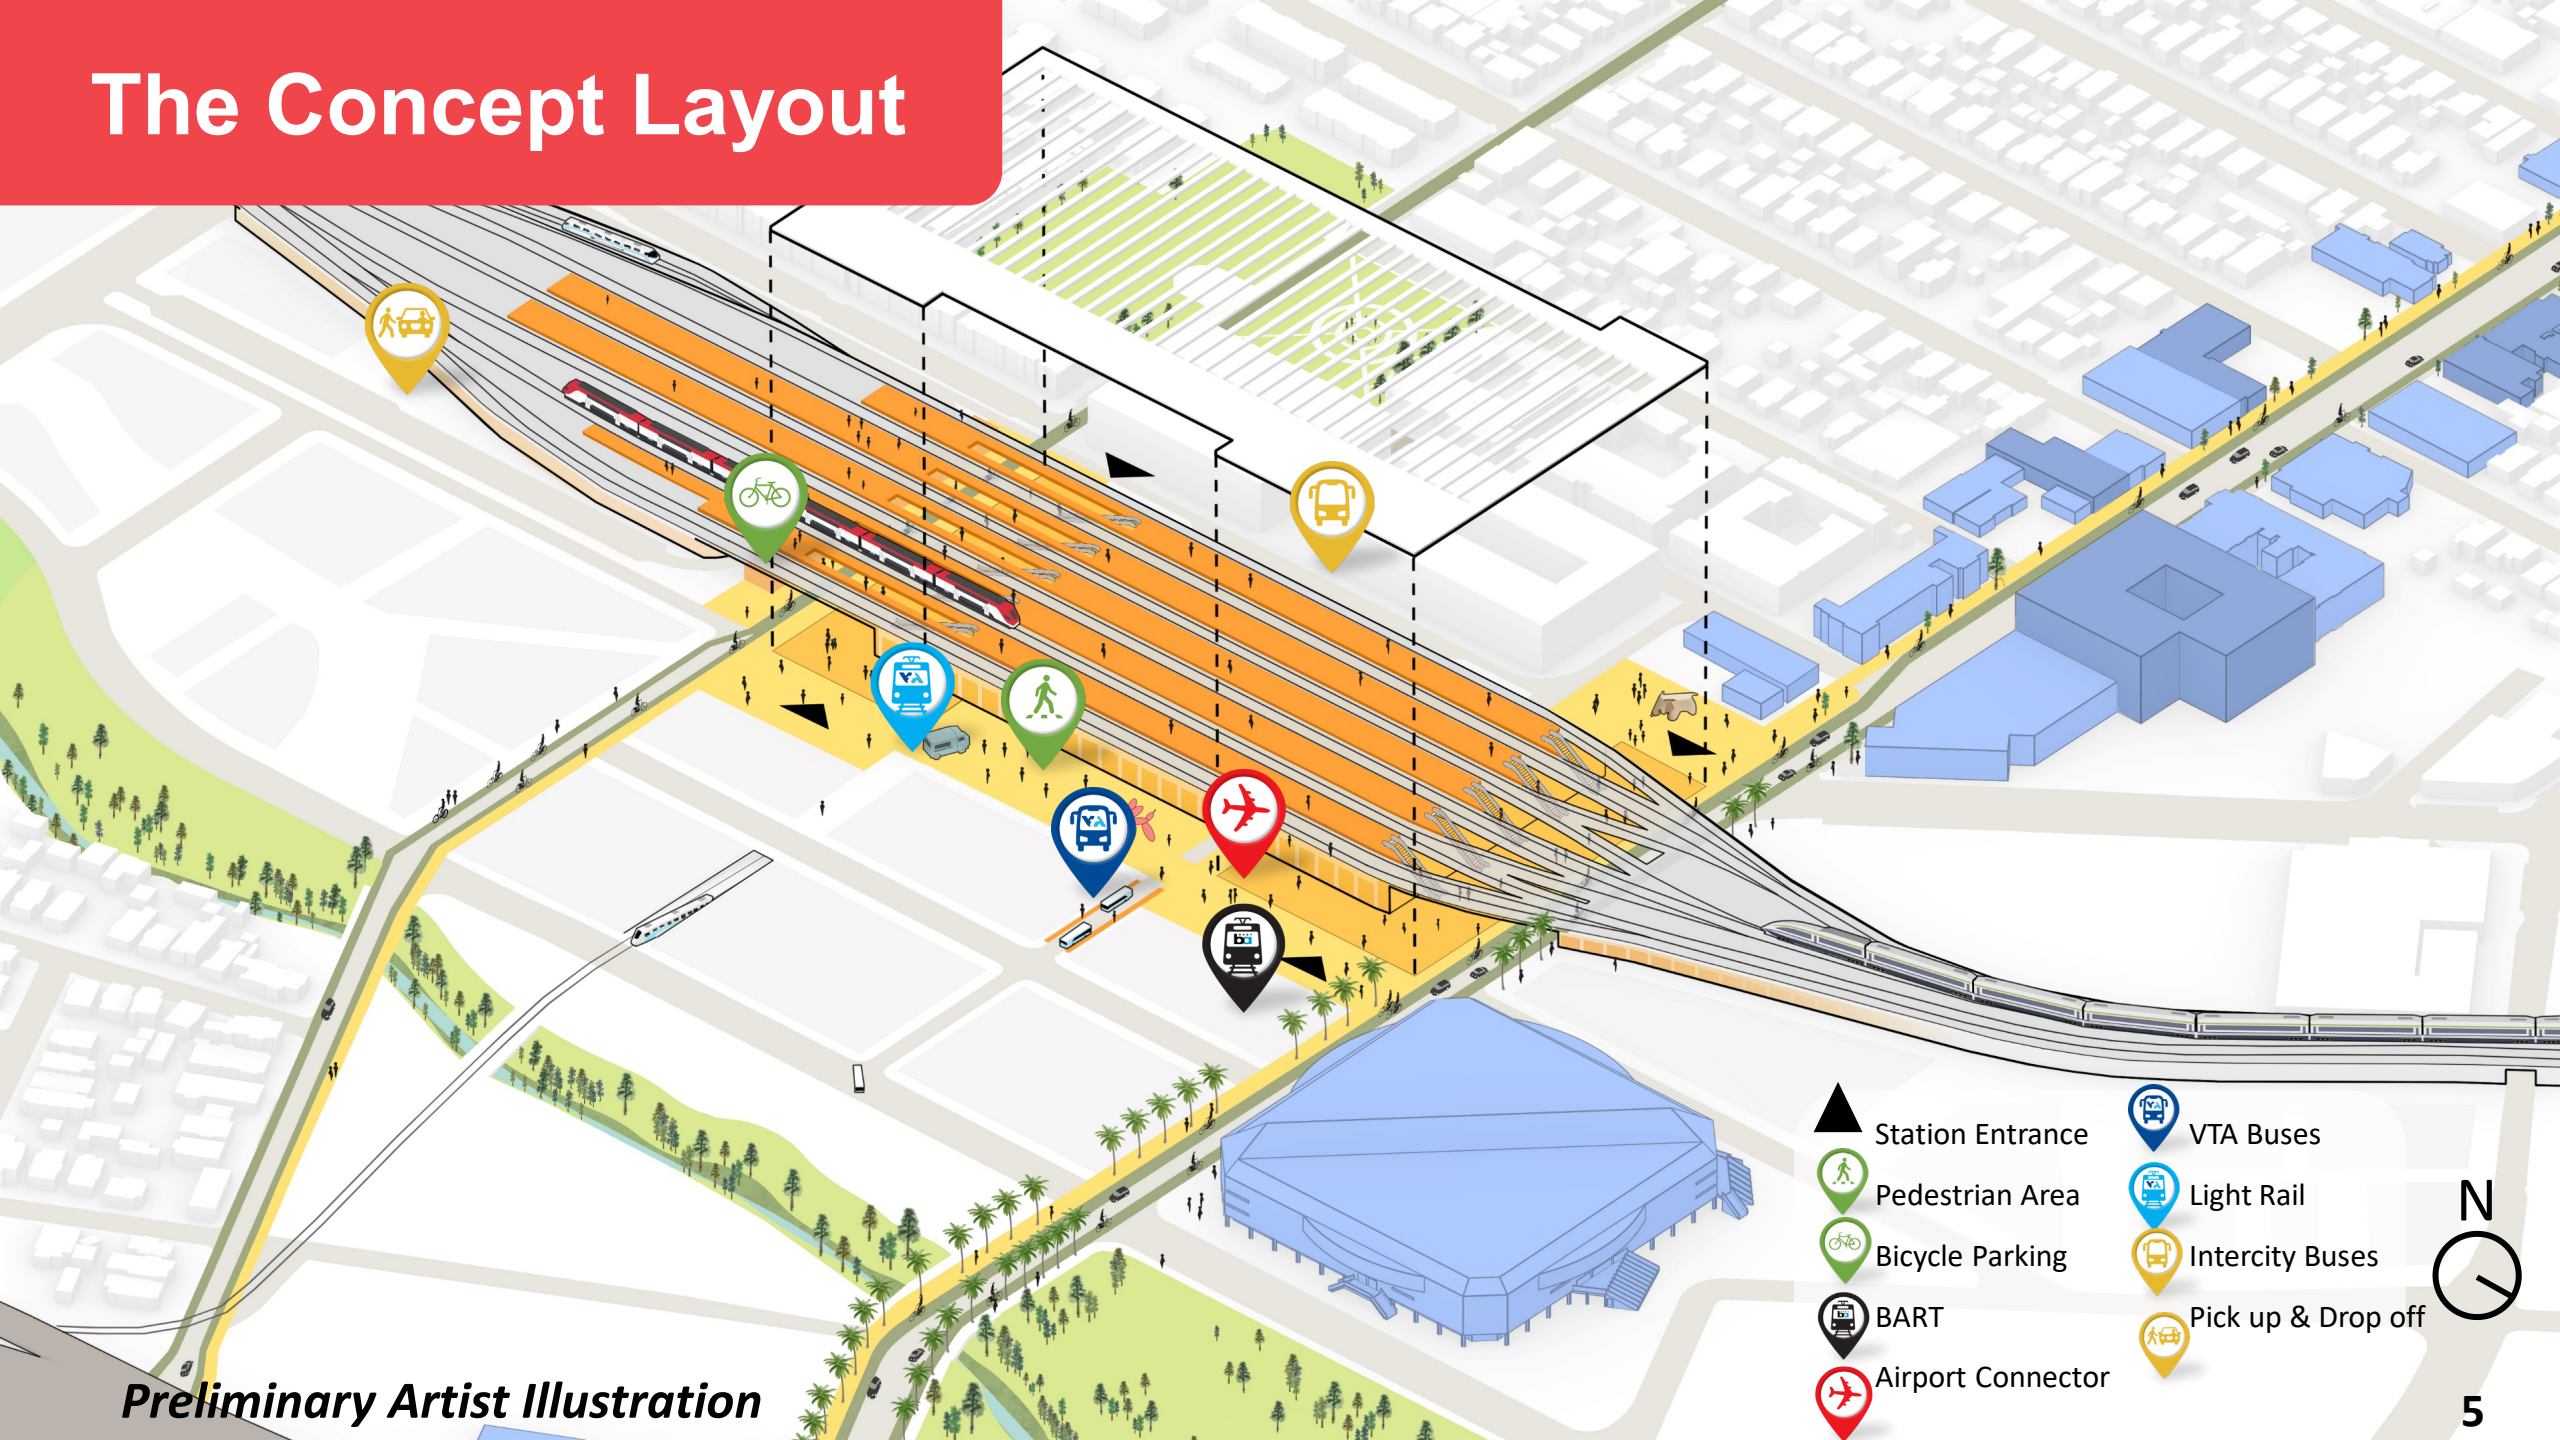 The Concept Layout
Station Entrance
Pedestrian Area
Bicycle Parking
BART
Airport Connector
VTA Buses
Light Rail
Intercity Buses
Pick up & Drop off
N
Preliminary Artist Illustration
5